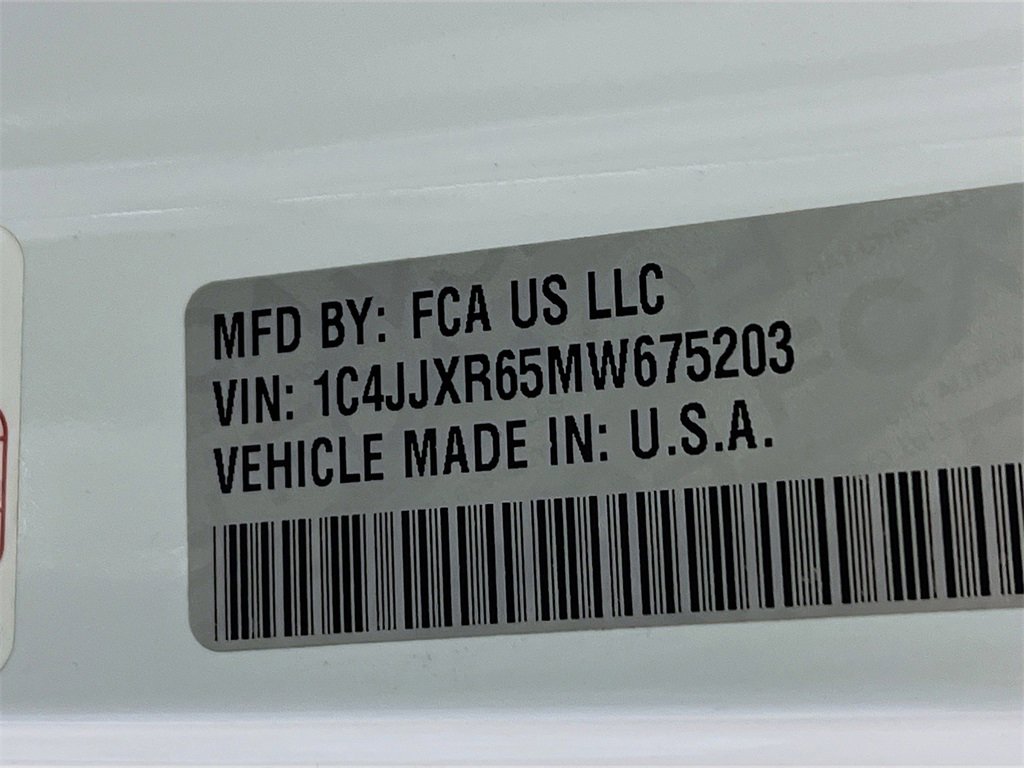 MFD BY: FCA US LLC
VIN: 1C4JJXR65MW675203
VEHICLE MADE IN: U.S.A.